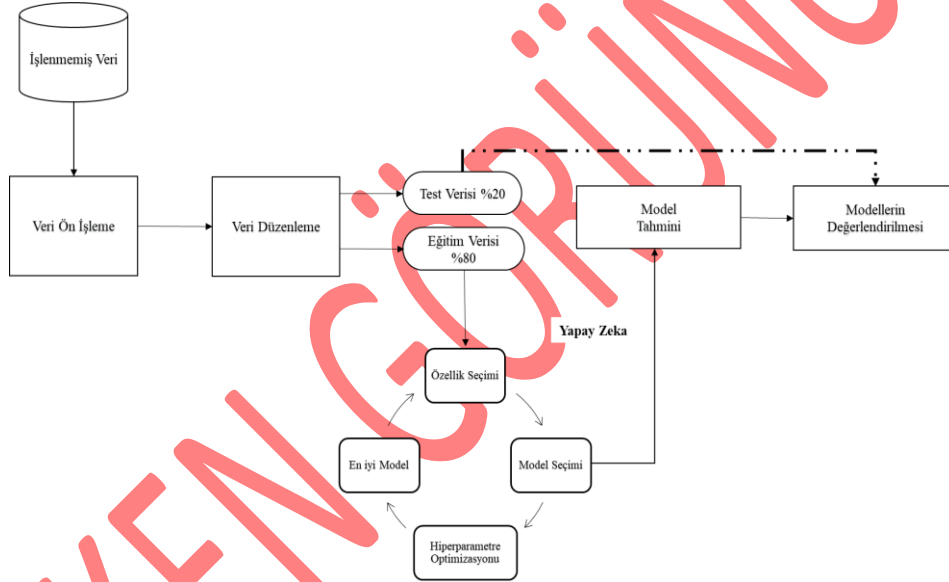 İşlenmemiş Veri
Veri Ön İşleme
Veri Düzenleme
Test Verisi %20
Eğitim Verisi
%80
Model
Tahmini
Modellerin
Değerlendirilmesi
Yapay Zeka
Özellik Seçimi
En iyi Model
Model Seçimi
Hiperparametre
Optimizasyonu